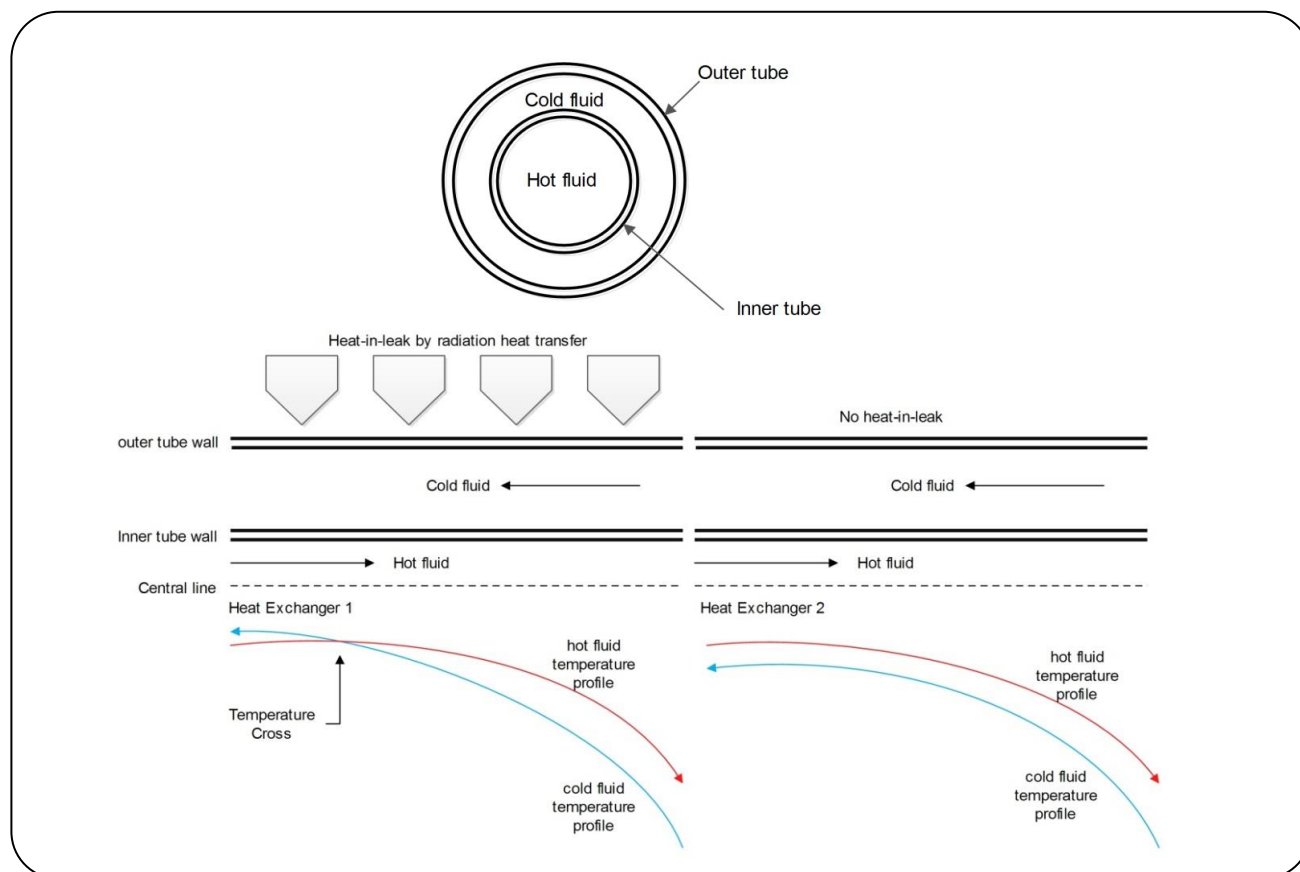 Outer tube
Cold fluid
Hot fluid
Inner tube
Heat-in-leak by radiation heat transfer
No heat-in-leak
outer tube wall
Cold fluid
Cold fluid
Inner tube wall
Hot fluid
Hot fluid
Central line
Heat Exchanger 1
Heat Exchanger 2
hot fluid
temperature
profile
hot fluid
temperature
profile
Temperature
Cross
cold fluid
temperature
profile
cold fluid
temperature
profile